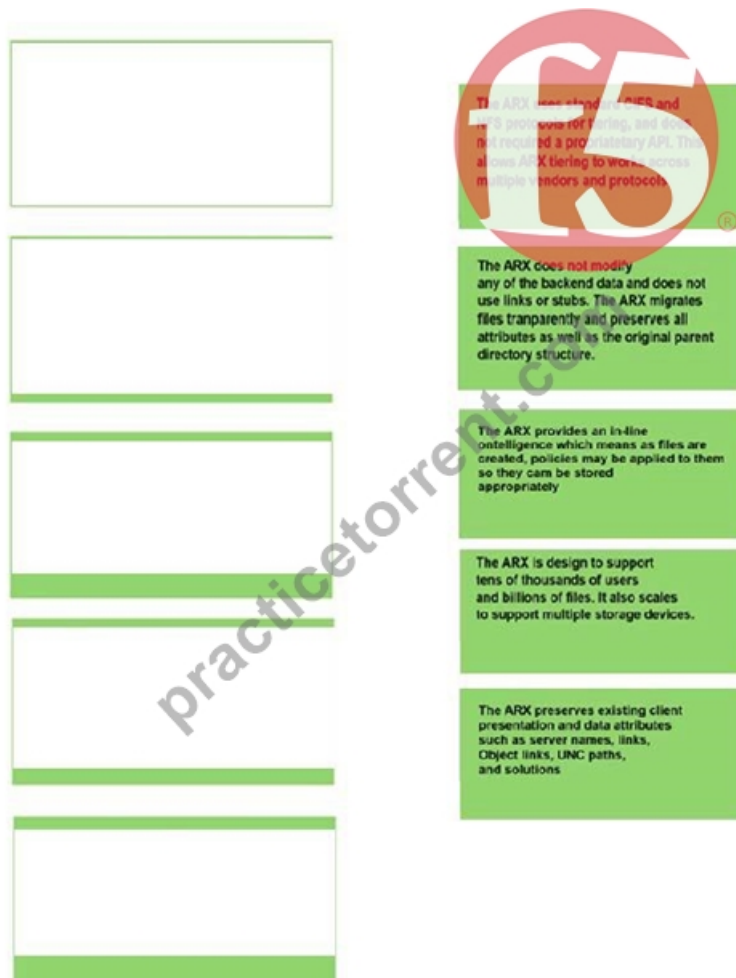 The ARX uses standard CIFS and
NFS protocols for tiering, and does
not required a propriatetary API. This
allows ARX tiering to works across
multiple vendors and protocols
f5
®
The ARX does not modify
any of the backend data and does not
use links or stubs. The ARX migrates
files tranparently and preserves all
attributes as well as the original parent
directory structure.
The ARX provides an in-line
ontelligence which means as files are
created, policies may be applied to them
so they cam be stored
appropriately
The ARX is design to support
tens of thousands of users
and billions of files. It also scales
to support multiple storage devices.
The ARX preserves existing client
presentation and data attributes
such as server names, links,
Object links, UNC paths,
and solutions
practicetorrent.com